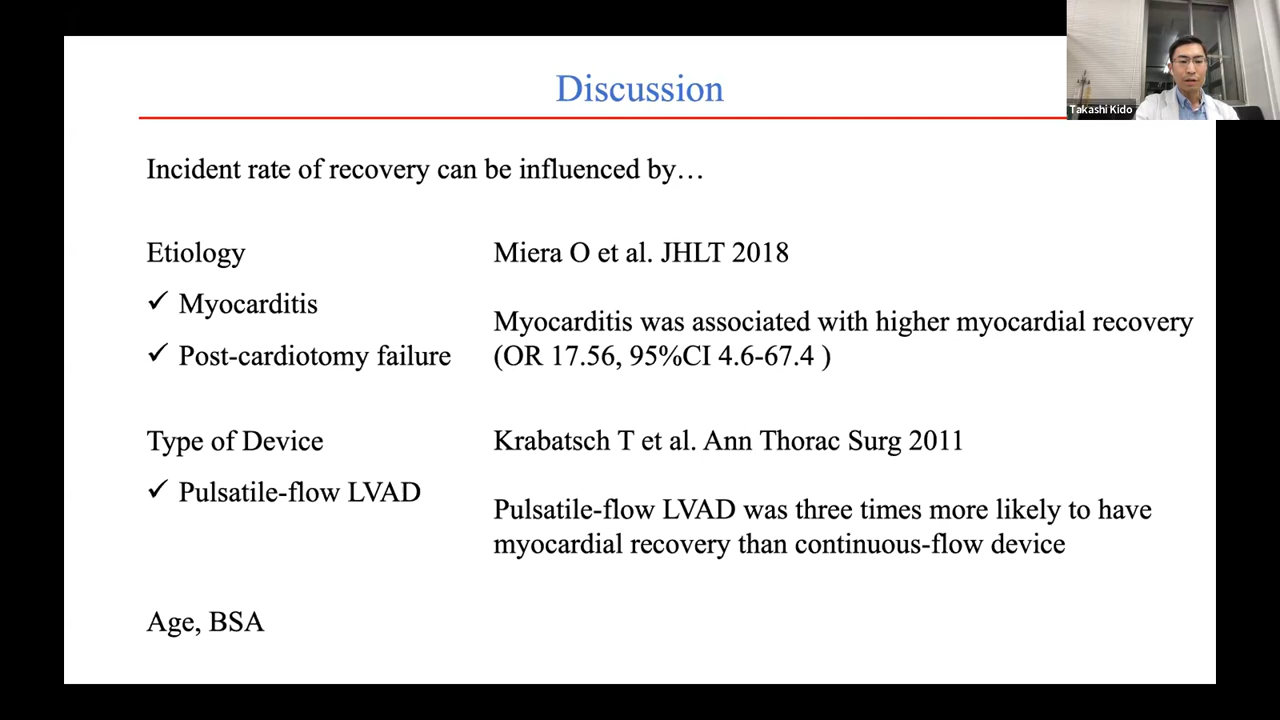 Discussion
Takashi Kido
Incident rate of recovery can be influenced by…
Etiology
✓ Myocarditis
✓ Post-cardiotomy failure
Miera O et al. JHLT 2018
Myocarditis was associated with higher myocardial recovery
(OR 17.56, 95%CI 4.6-67.4 )
Type of Device
✓ Pulsatile-flow LVAD
Krabatsch T et al. Ann Thorac Surg 2011
Pulsatile-flow LVAD was three times more likely to have
myocardial recovery than continuous-flow device
Age, BSA